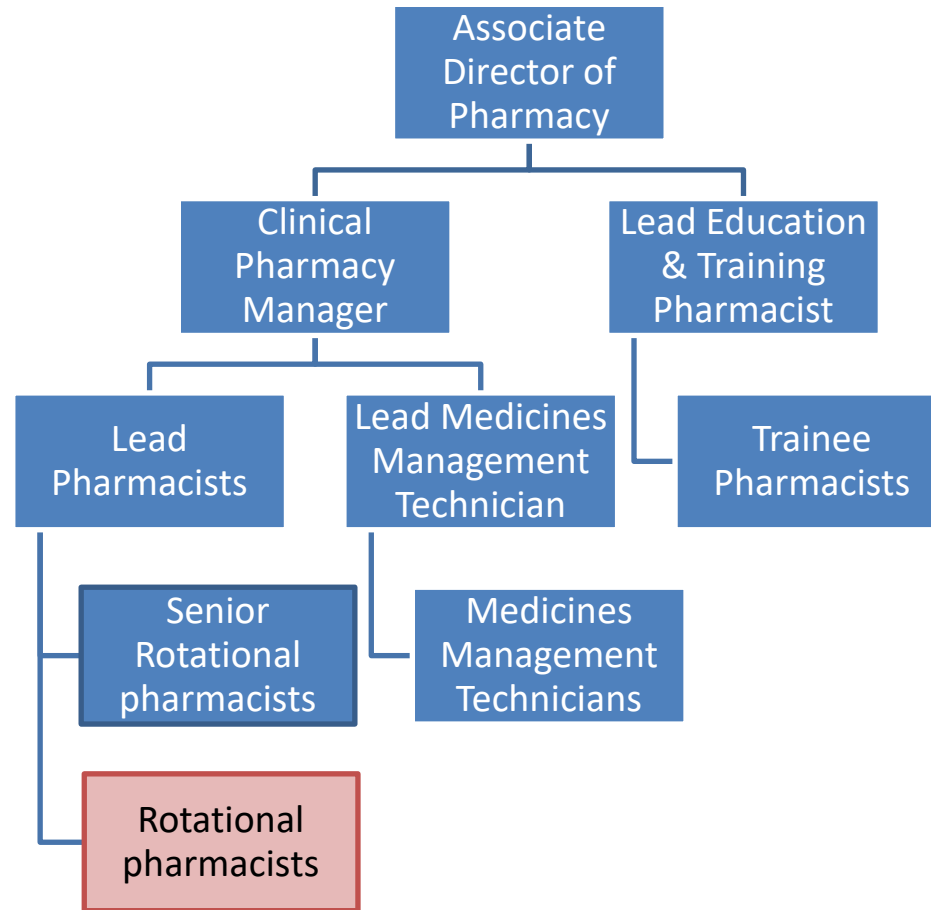 Associate
Director of
Pharmacy
Clinical
Pharmacy
Manager
Lead Education
& Training
Pharmacist
Lead
Pharmacists
Lead Medicines
Management
Technician
Trainee
Pharmacists
Senior
Rotational
pharmacists
Medicines
Management
Technicians
Rotational
pharmacists